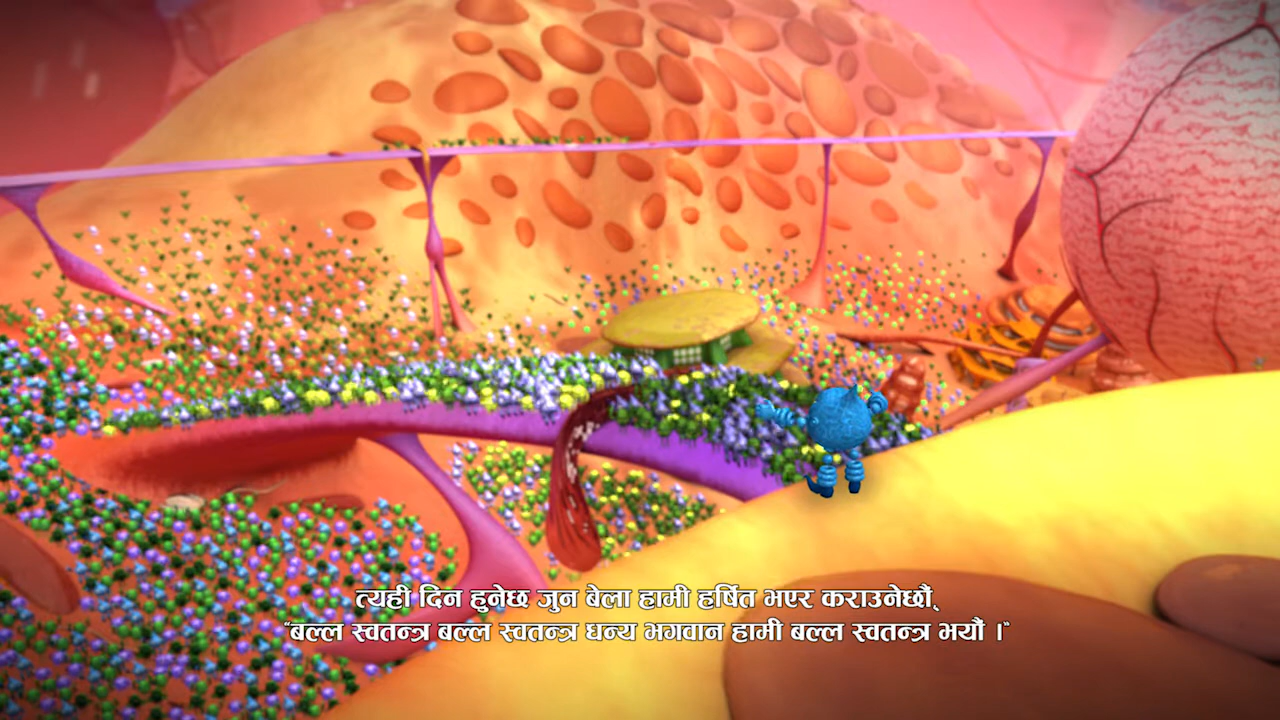 त्यही दिन हुनेछ जुन बेला हामी हर्षित भएर कराउनेछौं,
"बल्ल स्वतन्त्र बल्ल स्वतन्त्र धन्य भगवान हामी बल्ल स्वतन्त्र भयौं ।"